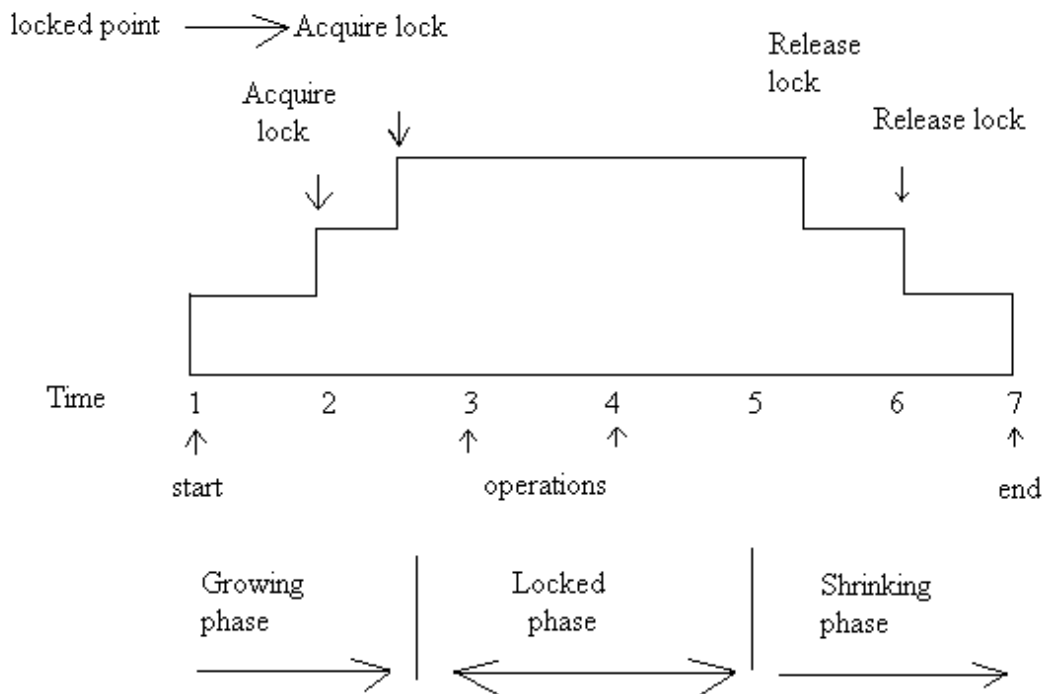 locked point Acquire lock
Release
lock
Acquire
lock
Release lock
Time 1 2 3 4 5 6 7
start operations end
Growing
phase
Locked
phase
Shrinking
phase